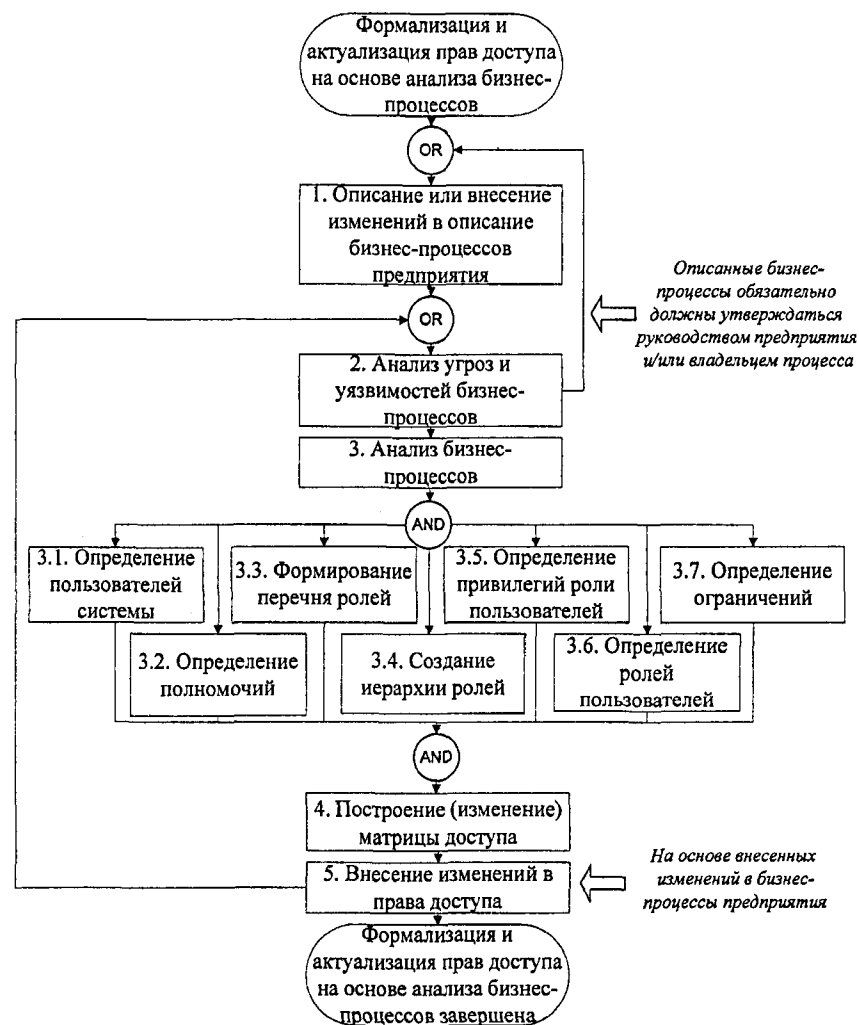 Формализация и
актуализация прав доступа
на основе анализа бизнес-
процессов
OR
1. Описание или внесение
изменений в описание
бизнес-процессов
предприятия
Описанные бизнес-
процессы обязательно
должны утверждаться
руководством предприятия
и/или владельцем процесса
OR
2. Анализ угроз и
уязвимостей бизнес-
процессов
3. Анализ бизнес-
процессов
AND
3.1. Определение
пользователей
системы
3.2. Определение
полномочий
3.3. Формирование
перечня ролей
3.4. Создание
иерархии ролей
3.5. Определение
привилегий роли
пользователей
3.6. Определение
ролей
пользователей
3.7. Определение
ограничений
AND
4. Построение (изменение)
матрицы доступа
5. Внесение изменений в
права доступа
На основе внесенных
изменений в бизнес-
процессы предприятия
Формализация и
актуализация прав доступа
на основе анализа бизнес-
процессов завершена